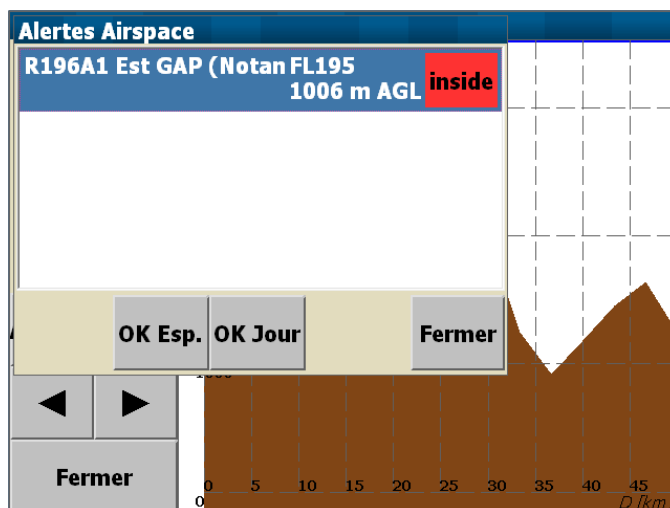 Alertes Airspace
R196A1 Est GAP (Notan FL195
1006 m AGL
inside
OK Esp. OK Jour Fermer
Fermer
0 5 10 15 20 25 30 35 40 45
0
D [km